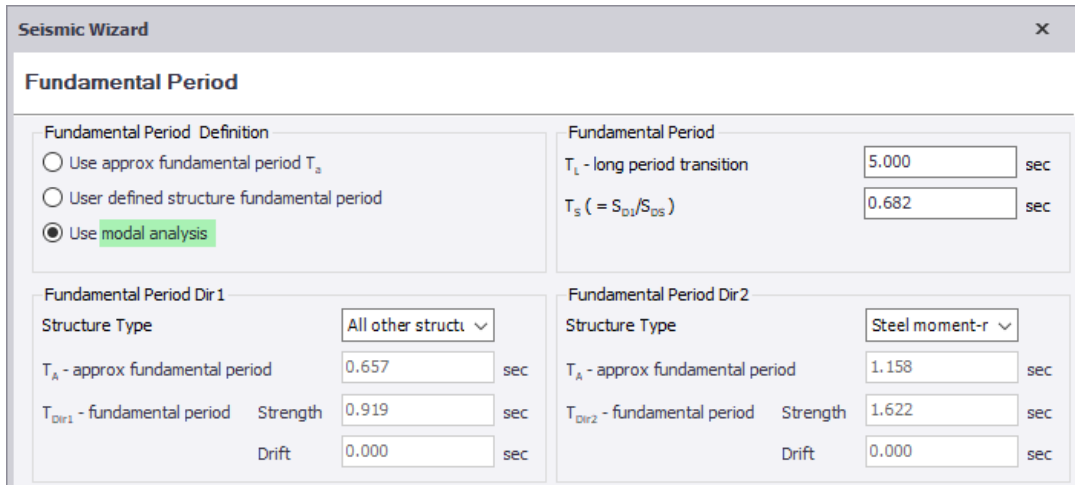 Seismic Wizard x
Fundamental Period
Fundamental Period Definition
Use approx fundamental period Ta
User defined structure fundamental period
Use modal analysis
Fundamental Period
TL - long period transition 5.000 sec
TS ( = SD1/SDS ) 0.682 sec
Fundamental Period Dir1
Structure Type All other structu
TA - approx fundamental period 0.657 sec
TDir1 - fundamental period Strength 0.919 sec
Drift 0.000 sec
Fundamental Period Dir2
Structure Type Steel moment-r
TA - approx fundamental period 1.158 sec
TDir2 - fundamental period Strength 1.622 sec
Drift 0.000 sec